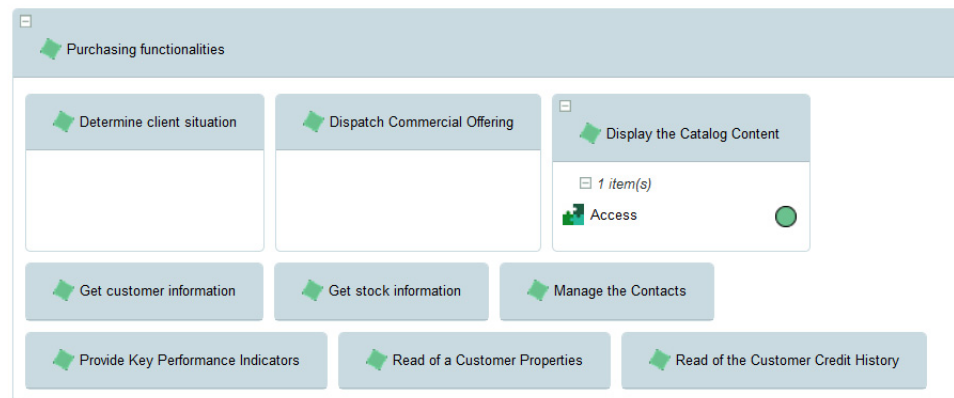 Purchasing functionalities
Determine client situation
Dispatch Commercial Offering
Display the Catalog Content
1 item(s)
Access
Get customer information
Get stock information
Manage the Contacts
Provide Key Performance Indicators
Read of a Customer Properties
Read of the Customer Credit History